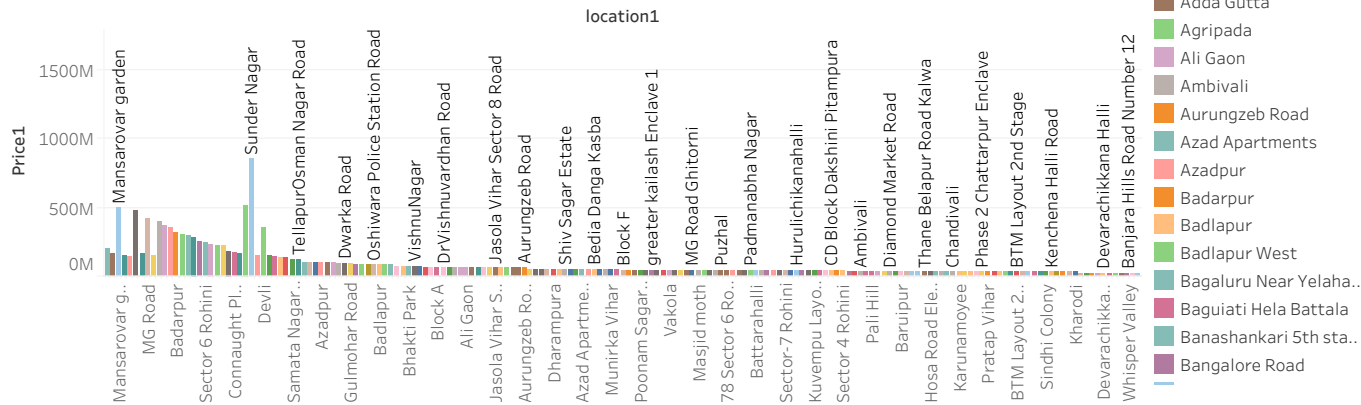 location1
Price1
1500M
1000M
500M
0M
Mansarovar garden
Sunder Nagar
TellapurOsman Nagar Road
Dwarka Road
Oshiwara Police Station Road
VishnuNagar
DrVishnuvardhan Road
Jasola Vihar Sector 8 Road
Aurungzeb Road
Shiv Sagar Estate
Bedia Danga Kasba
Block F
greater kailash Enclave 1
MG Road Ghitorni
Puzhal
Padmanabha Nagar
Hurulichikanahalli
CD Block Dakshini Pitampura
Ambivali
Diamond Market Road
Thane Belapur Road Kalwa
Chandivali
Phase 2 Chattarpur Enclave
BTM Layout 2nd Stage
Kenchena Halli Road
Devarachikkana Halli
Banjara Hills Road Number 12
Mansarovar g..
MG Road
Badarpur
Sector 6 Rohini
Connaught Pl..
Devli
Samata Nagar..
Azadpur
Gulmohar Road
Badlapur
Bhakti Park
Block A
Ali Gaon
Jasola Vihar S..
Aurungzeb Ro..
Dharampura
Azad Apartme..
Munirka Vihar
Poonam Sagar..
Vakola
Masjid moth
78 Sector 6 Ro..
Battarahalli
Sector-7 Rohini
Kuvempu Layo..
Sector 4 Rohini
Pali Hill
Baruipur
Hosa Road Ele..
Karunamoyee
Pratap Vihar
BTM Layout 2..
Sindhi Colony
Kharodi
Devarachikka..
Whisper Valley
Adda Gutta
Agripada
Ali Gaon
Ambivali
Aurungzeb Road
Azad Apartments
Azadpur
Badarpur
Badlapur
Badlapur West
Bagaluru Near Yelaha..
Baguiati Hela Battala
Banashankari 5th sta..
Bangalore Road